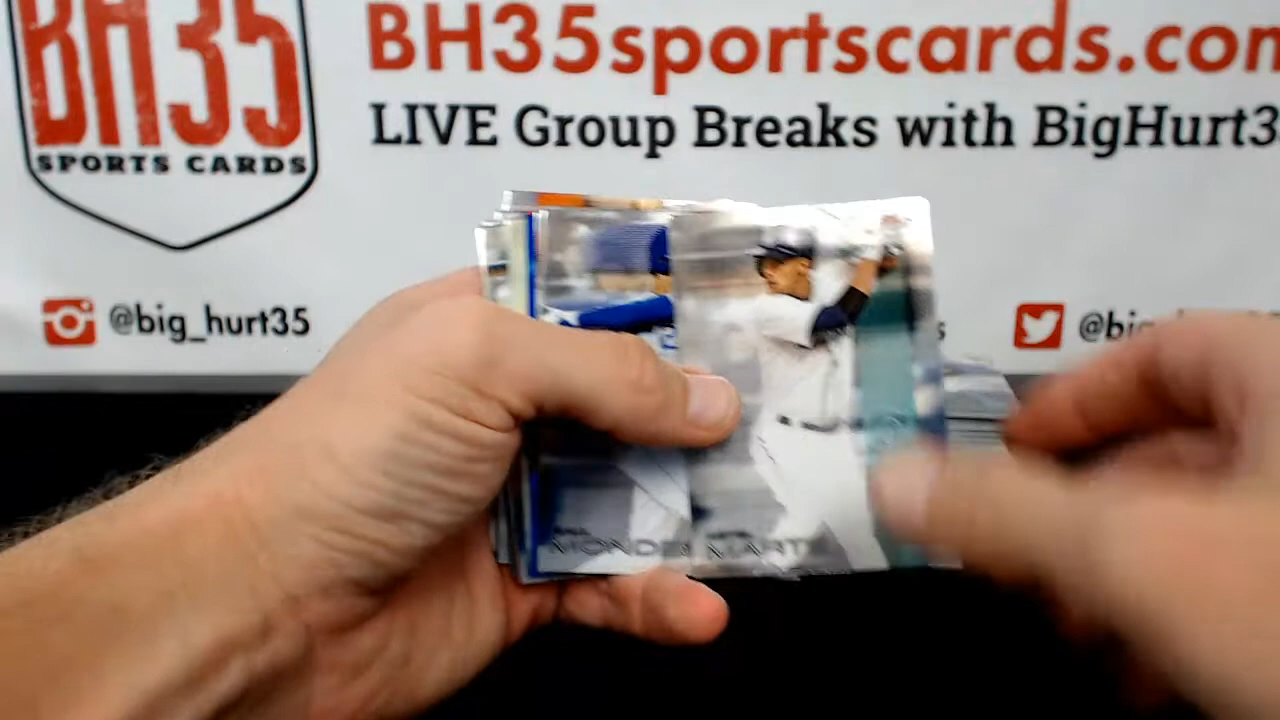 BH35
SPORTS CARDS
BH35sportscards.com
LIVE Group Breaks with BigHurt3
@big_hurt35
@bi